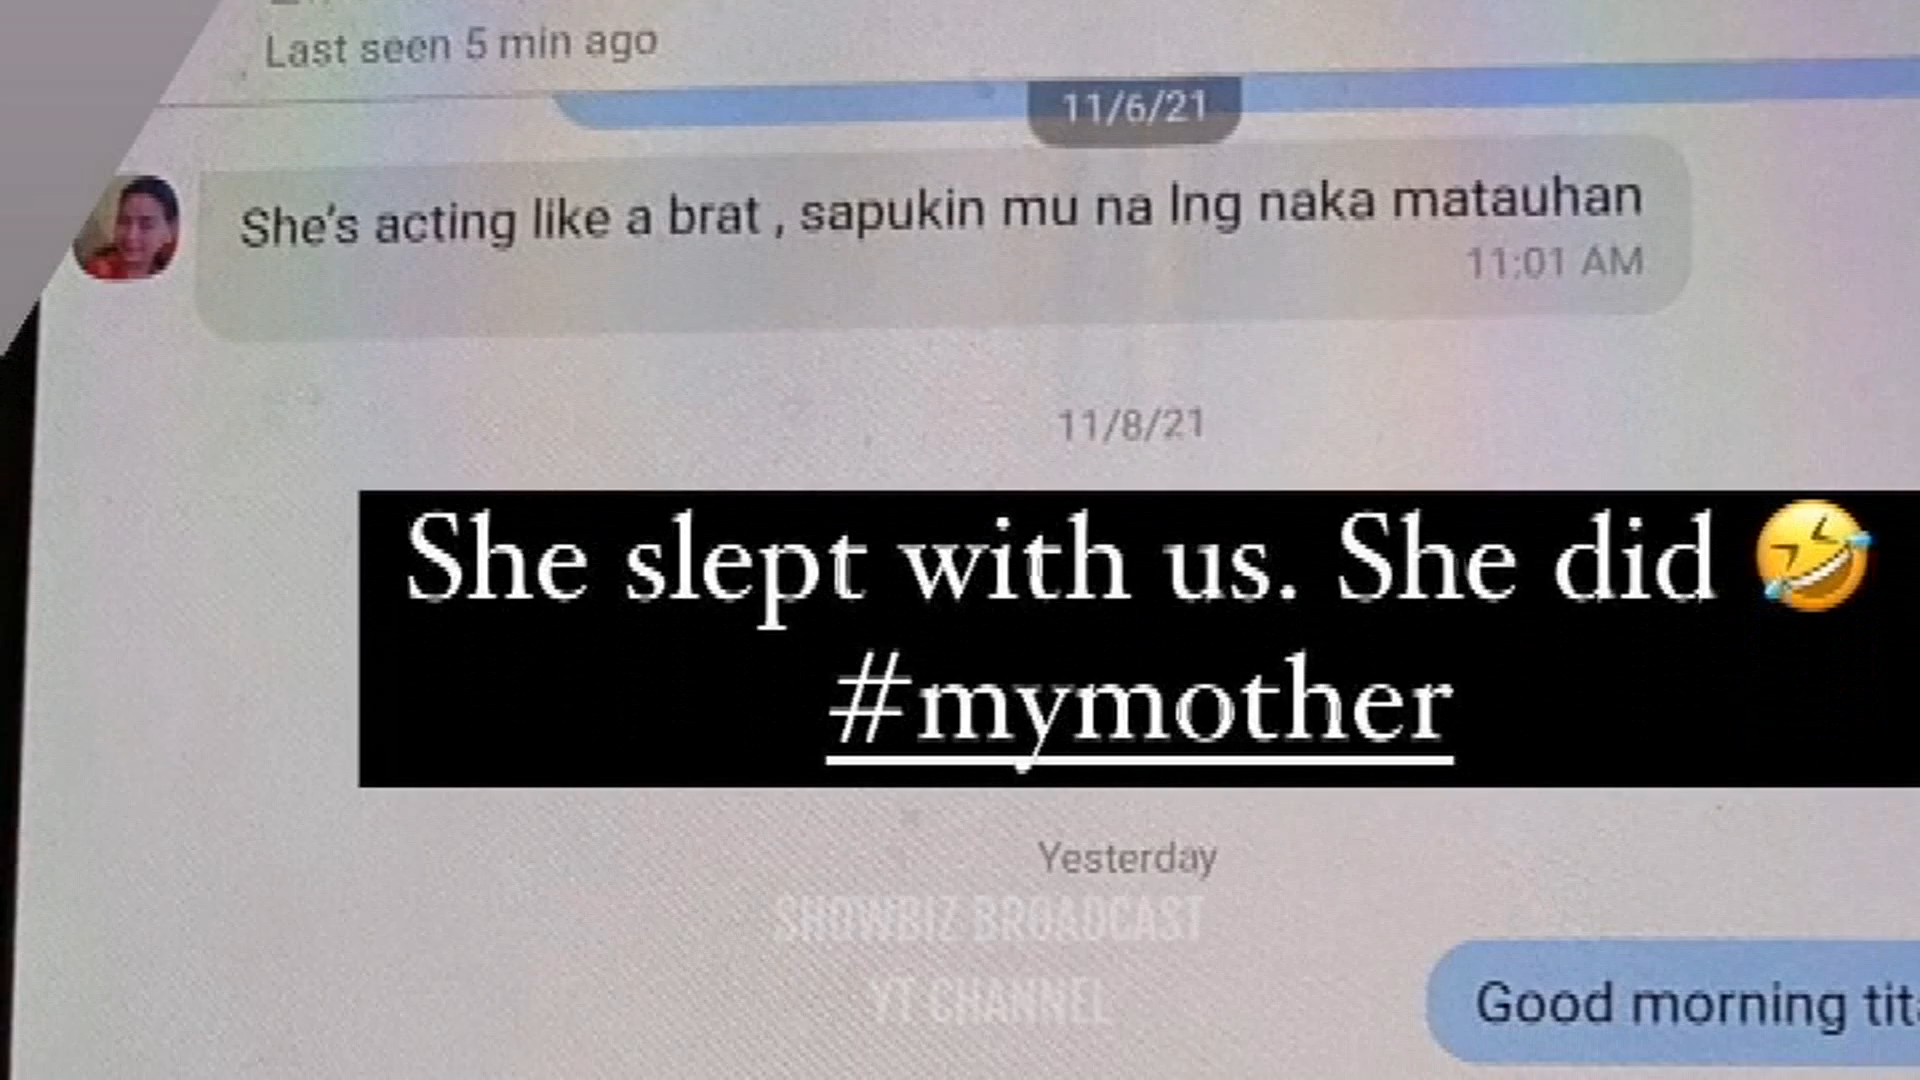 Last seen 5 min ago
11/6/21
She's acting like a brat , sapukin mu na lng naka matauhan
11:01 AM
11/8/21
She slept with us. She did 🤣
#mymother
Yesterday
SHOWBIZ BROADCAST
YT CHANNEL
Good morning